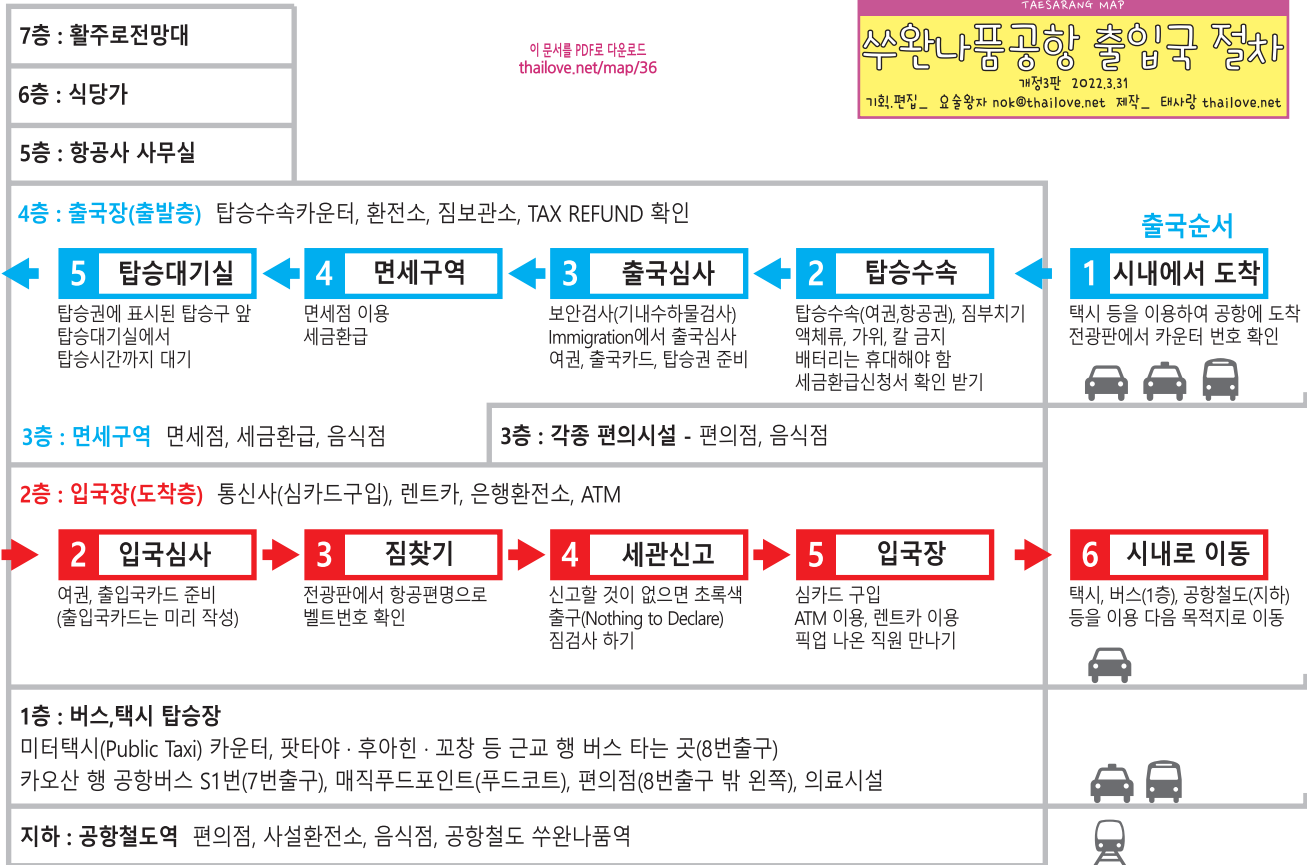 TAESARANG MAP
쑤완나품공항 출입국 절차
개정3판 2022.3.31
기획.편집_ 요술왕자 nok@thailove.net 제작_ 태사랑 thailove.net
이 문서를 PDF로 다운로드
thailove.net/map/36
7층 : 활주로전망대
6층 : 식당가
5층 : 항공사 사무실
4층 : 출국장(출발층) 탑승수속카운터, 환전소, 짐보관소, TAX REFUND 확인
출국순서
5 탑승대기실
탑승권에 표시된 탑승구 앞
탑승대기실에서
탑승시간까지 대기
4 면세구역
면세점 이용
세금환급
3 출국심사
보안검사(기내수하물검사)
Immigration에서 출국심사
여권, 출국카드, 탑승권 준비
2 탑승수속
탑승수속(여권,항공권), 짐부치기
액체류, 가위, 칼 금지
배터리는 휴대해야 함
세금환급신청서 확인 받기
1 시내에서 도착
택시 등을 이용하여 공항에 도착
전광판에서 카운터 번호 확인
3층 : 면세구역 면세점, 세금환급, 음식점
3층 : 각종 편의시설 - 편의점, 음식점
2층 : 입국장(도착층) 통신사(심카드구입), 렌트카, 은행환전소, ATM
2 입국심사
여권, 출입국카드 준비
(출입국카드는 미리 작성)
3 짐찾기
전광판에서 항공편명으로
벨트번호 확인
4 세관신고
신고할 것이 없으면 초록색
출구(Nothing to Declare)
짐검사 하기
5 입국장
심카드 구입
ATM 이용, 렌트카 이용
픽업 나온 직원 만나기
6 시내로 이동
택시, 버스(1층), 공항철도(지하)
등을 이용 다음 목적지로 이동
1층 : 버스,택시 탑승장
미터택시(Public Taxi) 카운터, 팟타야 · 후아힌 · 꼬창 등 근교 행 버스 타는 곳(8번출구)
카오산 행 공항버스 S1번(7번출구), 매직푸드포인트(푸드코트), 편의점(8번출구 밖 왼쪽), 의료시설
지하 : 공항철도역 편의점, 사설환전소, 음식점, 공항철도 쑤완나품역